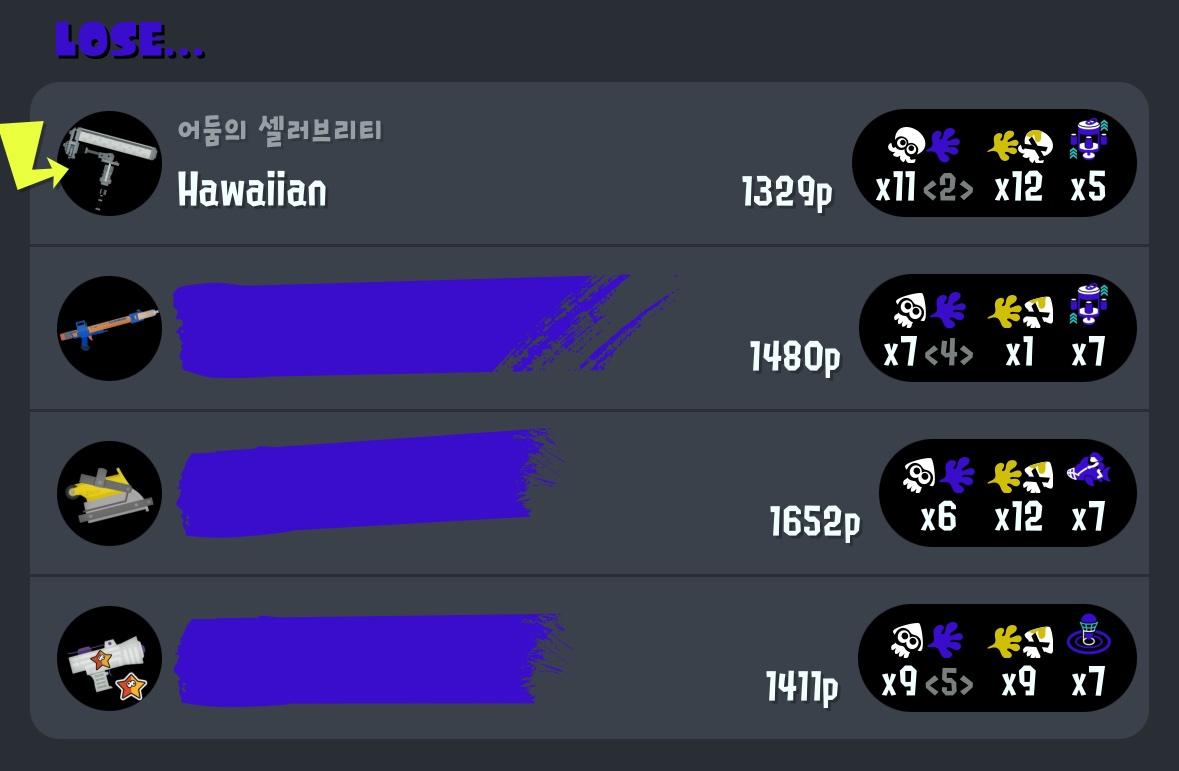 LOSE...
어둠의 셀러브리티
Hawaiian
1329p
x11 <2> x12 x5
1480p
x7 <4> x1 x7
1652p
x6 x12 x7
1411p
x9 <5> x9 x7